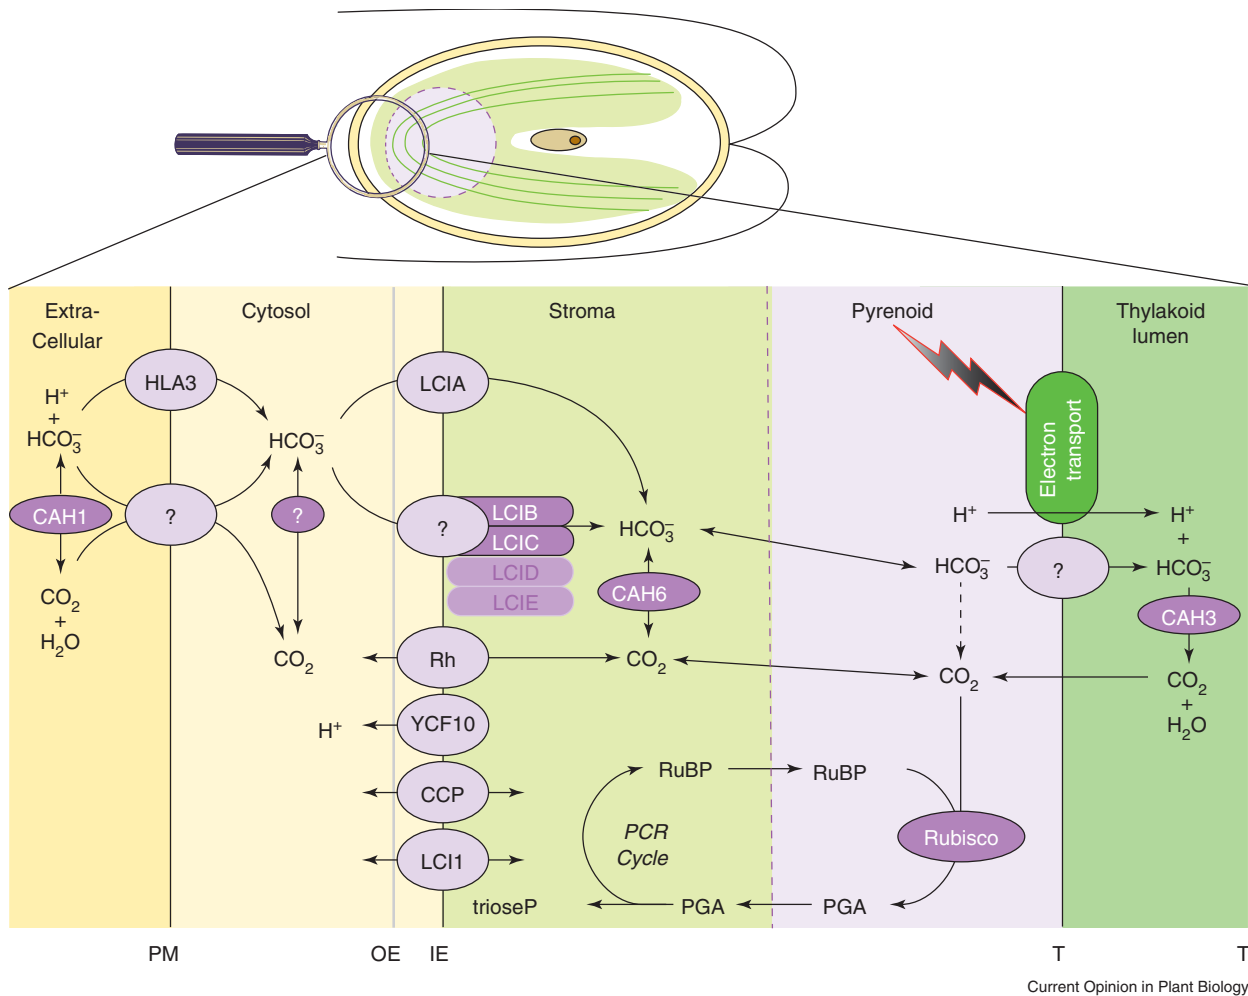 Extra-
Cellular
Cytosol
Stroma
Pyrenoid
Thylakoid
lumen
HLA3
LCIA
H⁺
+
HCO₃⁻
HCO₃⁻
CAH1
?
?
?
LCIB
LCIC
LCID
LCIE
HCO₃⁻
CAH6
Electron
transport
H⁺
H⁺
+
HCO₃⁻
?
HCO₃⁻
CAH3
CO₂
+
H₂O
CO₂
Rh
CO₂
CO₂
CO₂
+
H₂O
H⁺
YCF10
CCP
LCI1
RuBP
RuBP
PCR
Cycle
Rubisco
trioseP
PGA
PGA
PM
OE
IE
T
T
Current Opinion in Plant Biology